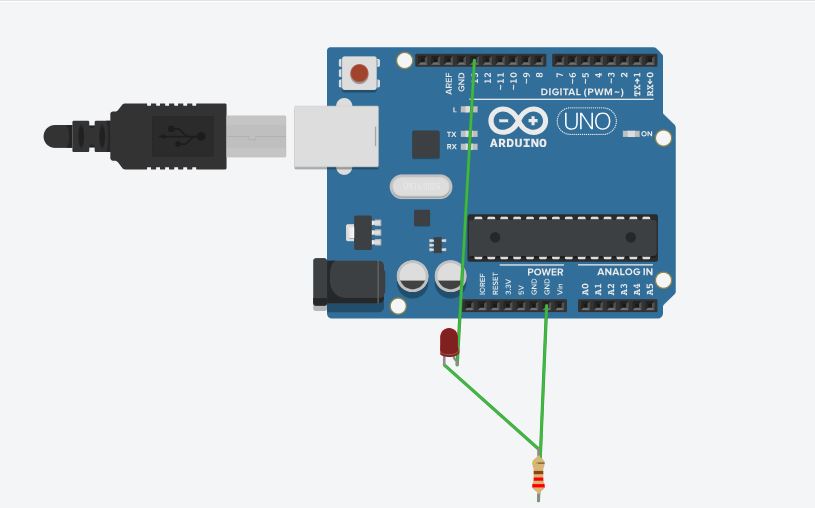 AREF
GND
13
12
~11
~10
~9
8
7
~6
~5
4
~3
2
TX→1
RX←0
DIGITAL (PWM~)
L
TX
RX
ARDUINO
UNO
ON
POWER
ANALOG IN
IOREF
RESET
3.3V
5V
GND
GND
Vin
A0
A1
A2
A3
A4
A5